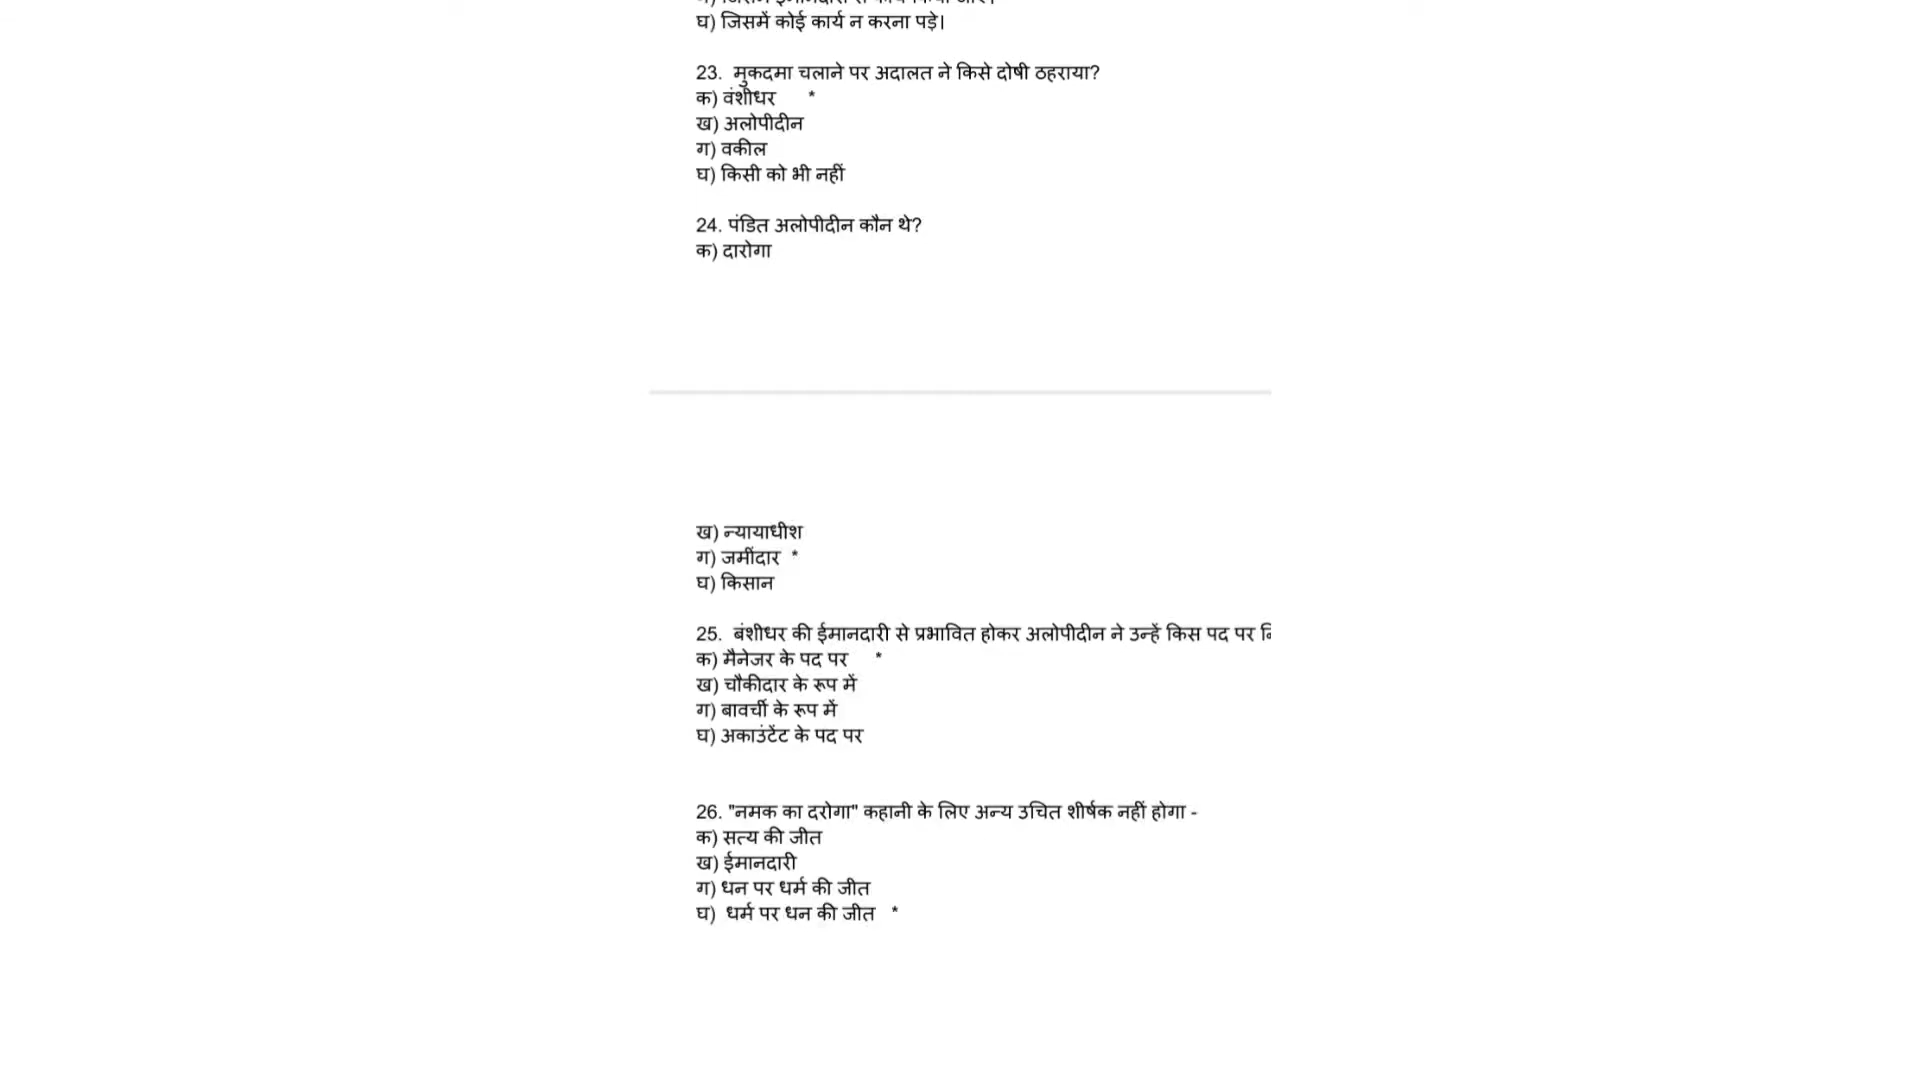 घ) जिसमें कोई कार्य न करना पड़े।
23. मुकदमा चलाने पर अदालत ने किसे दोषी ठहराया?
क) वंशीधर *
ख) अलोपीदीन
ग) वकील
घ) किसी को भी नहीं
24. पंडित अलोपीदीन कौन थे?
क) दारोगा
ख) न्यायाधीश
ग) जमींदार *
घ) किसान
25. बंशीधर की ईमानदारी से प्रभावित होकर अलोपीदीन ने उन्हें किस पद पर
क) मैनेजर के पद पर *
ख) चौकीदार के रूप में
ग) बावर्ची के रूप में
घ) अकाउंटेंट के पद पर
26. "नमक का दरोगा" कहानी के लिए अन्य उचित शीर्षक नहीं होगा -
क) सत्य की जीत
ख) ईमानदारी
ग) धन पर धर्म की जीत
घ) धर्म पर धन की जीत *